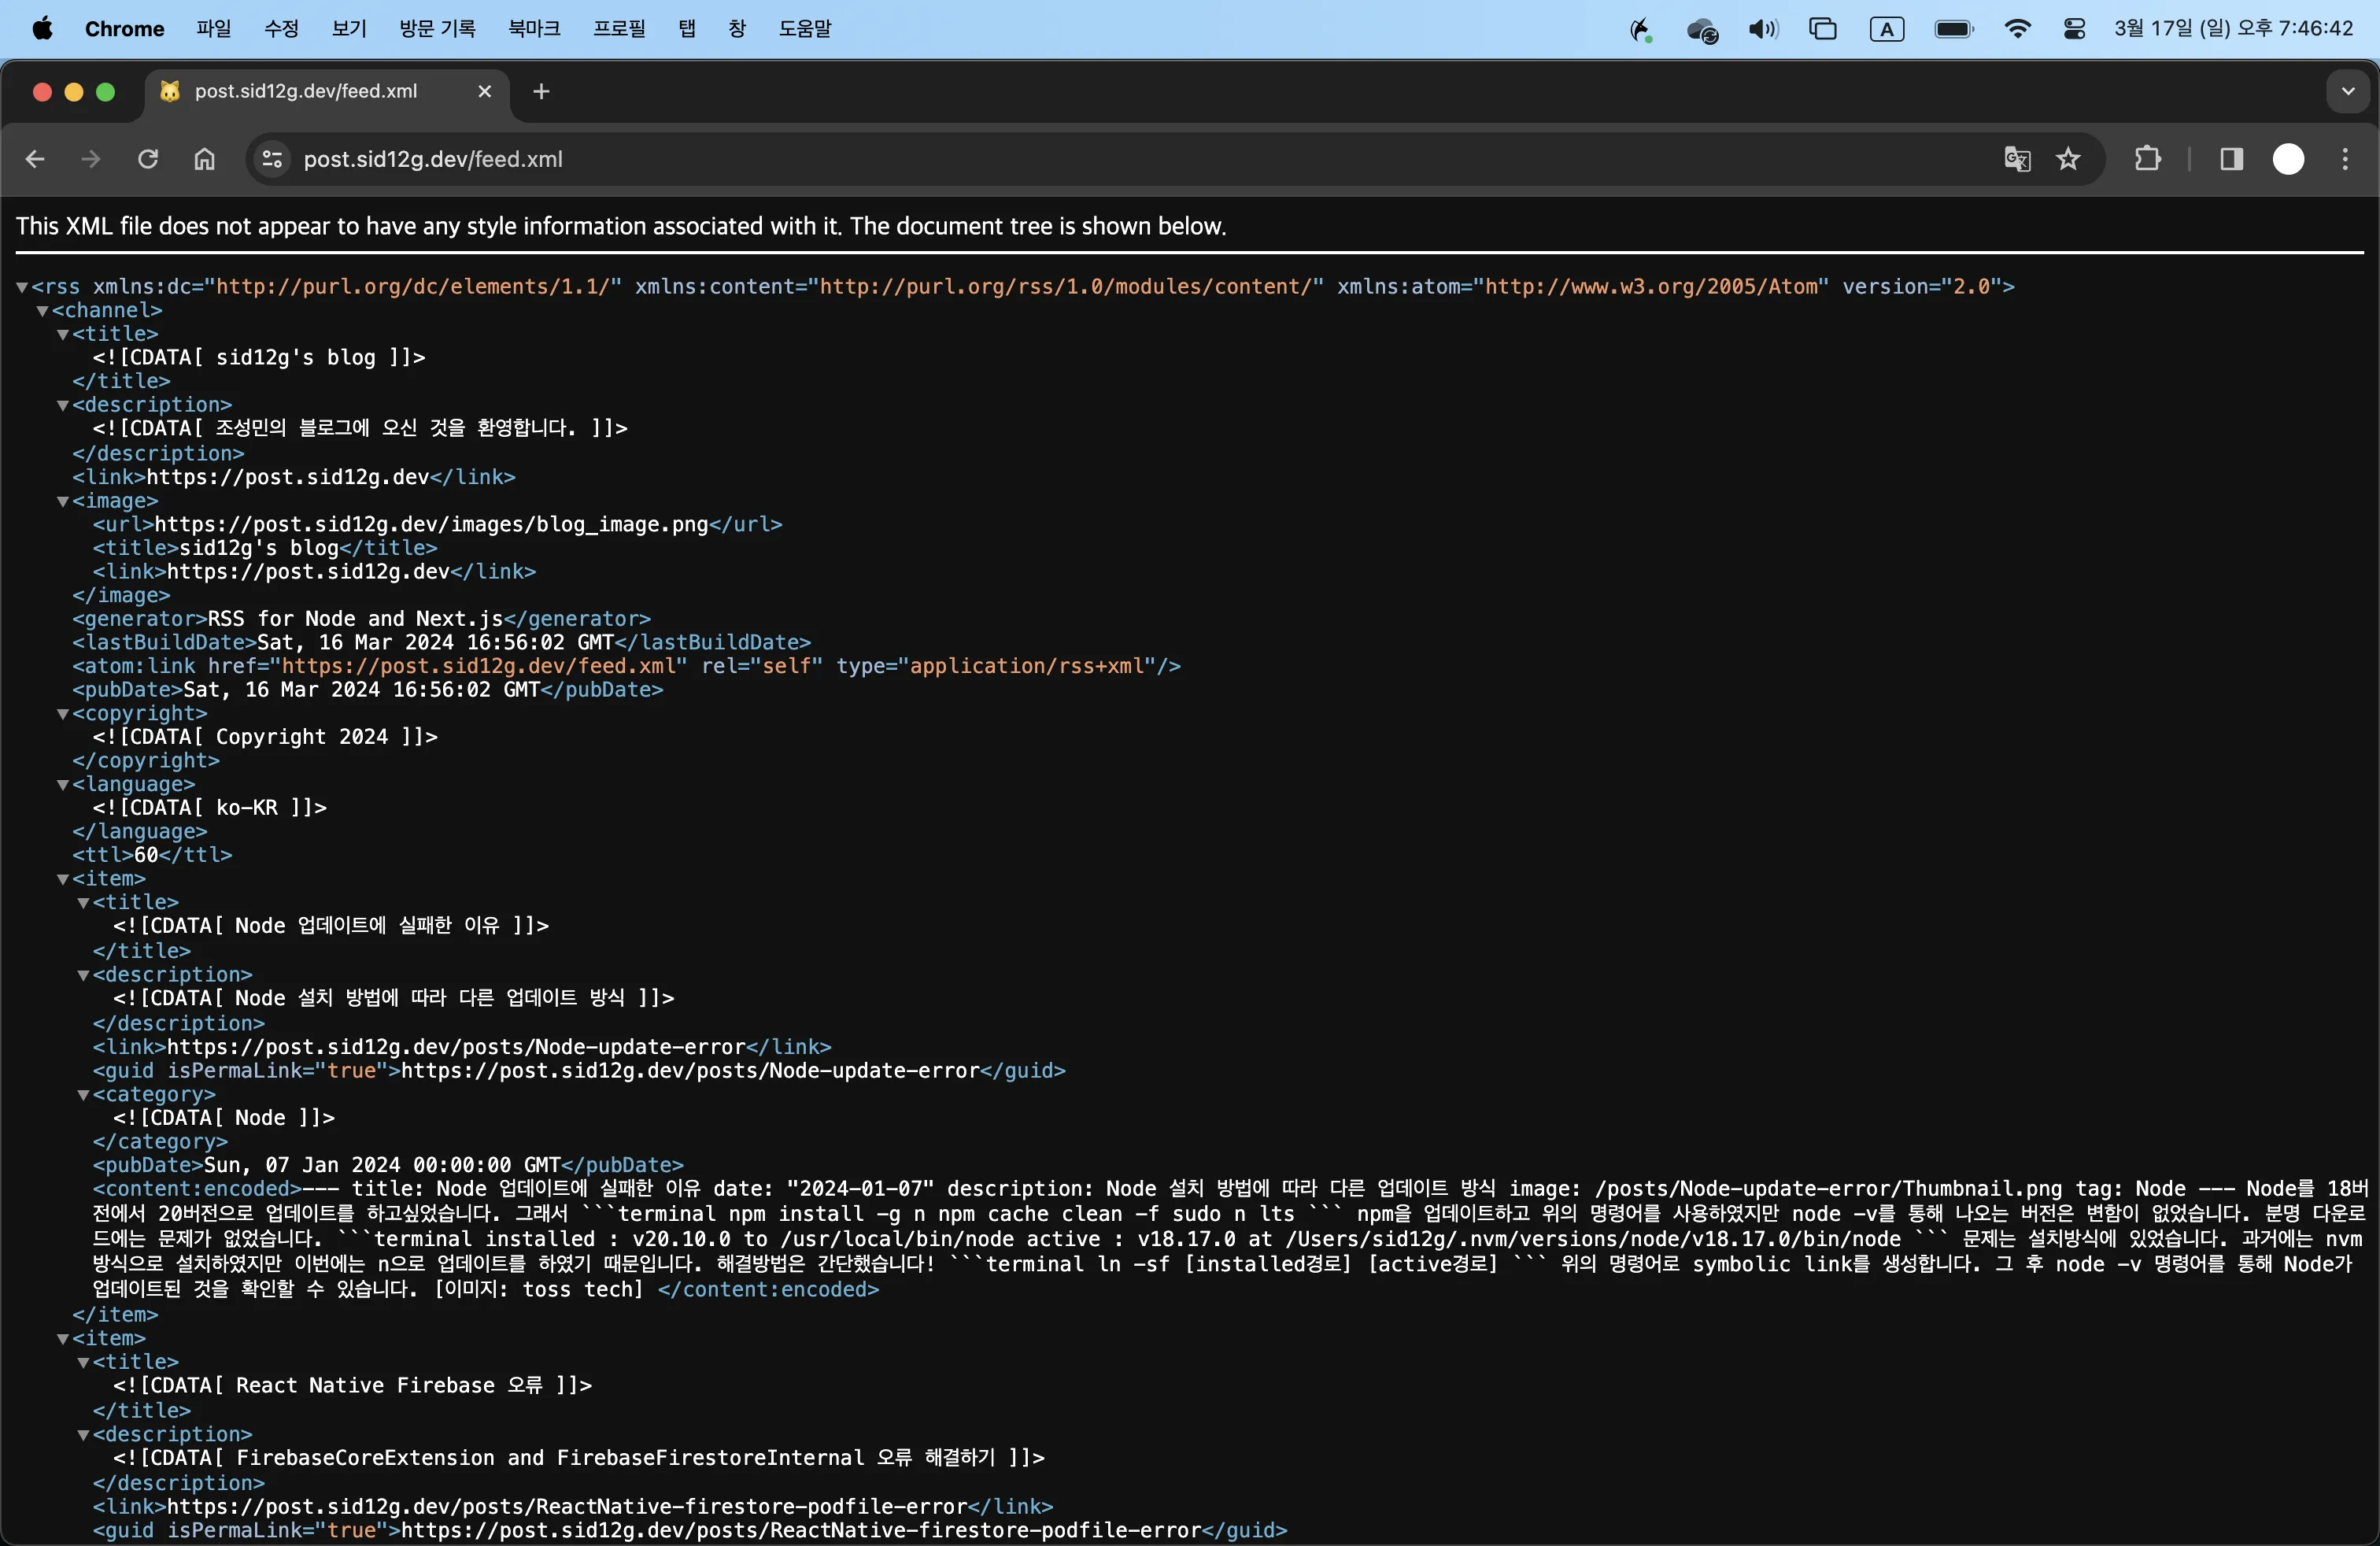 Chrome 파일 수정 보기 방문 기록 북마크 프로필 탭 창 도움말 A 3월 17일 (일) 오후 7:46:42
post.sid12g.dev/feed.xml
post.sid12g.dev/feed.xml
This XML file does not appear to have any style information associated with it. The document tree is shown below.
▼<rss xmlns:dc="http://purl.org/dc/elements/1.1/" xmlns:content="http://purl.org/rss/1.0/modules/content/" xmlns:atom="http://www.w3.org/2005/Atom" version="2.0">
▼<channel>
▼<title>
<![CDATA[ sid12g's blog ]]>
</title>
▼<description>
<![CDATA[ 조성민의 블로그에 오신 것을 환영합니다. ]]>
</description>
<link>https://post.sid12g.dev</link>
▼<image>
<url>https://post.sid12g.dev/images/blog_image.png</url>
<title>sid12g's blog</title>
<link>https://post.sid12g.dev</link>
</image>
<generator>RSS for Node and Next.js</generator>
<lastBuildDate>Sat, 16 Mar 2024 16:56:02 GMT</lastBuildDate>
<atom:link href="https://post.sid12g.dev/feed.xml" rel="self" type="application/rss+xml"/>
<pubDate>Sat, 16 Mar 2024 16:56:02 GMT</pubDate>
▼<copyright>
<![CDATA[ Copyright 2024 ]]>
</copyright>
▼<language>
<![CDATA[ ko-KR ]]>
</language>
<ttl>60</ttl>
▼<item>
▼<title>
<![CDATA[ Node 업데이트에 실패한 이유 ]]>
</title>
▼<description>
<![CDATA[ Node 설치 방법에 따라 다른 업데이트 방식 ]]>
</description>
<link>https://post.sid12g.dev/posts/Node-update-error</link>
<guid isPermaLink="true">https://post.sid12g.dev/posts/Node-update-error</guid>
▼<category>
<![CDATA[ Node ]]>
</category>
<pubDate>Sun, 07 Jan 2024 00:00:00 GMT</pubDate>
<content:encoded>--- title: Node 업데이트에 실패한 이유 date: "2024-01-07" description: Node 설치 방법에 따라 다른 업데이트 방식 image: /posts/Node-update-error/Thumbnail.png tag: Node --- Node를 18버
전에서 20버전으로 업데이트를 하고싶었습니다. 그래서 ```terminal npm install -g n npm cache clean -f sudo n lts ``` npm을 업데이트하고 위의 명령어를 사용하였지만 node -v를 통해 나오는 버전은 변함이 없었습니다. 분명 다운로
드에는 문제가 없었습니다. ```terminal installed : v20.10.0 to /usr/local/bin/node active : v18.17.0 at /Users/sid12g/.nvm/versions/node/v18.17.0/bin/node ``` 문제는 설치방식에 있었습니다. 과거에는 nvm
방식으로 설치하였지만 이번에는 n으로 업데이트를 하였기 때문입니다. 해결방법은 간단했습니다! ```terminal ln -sf [installed경로] [active경로] ``` 위의 명령어로 symbolic link를 생성합니다. 그 후 node -v 명령어를 통해 Node가
업데이트된 것을 확인할 수 있습니다. [이미지: toss tech] </content:encoded>
</item>
▼<item>
▼<title>
<![CDATA[ React Native Firebase 오류 ]]>
</title>
▼<description>
<![CDATA[ FirebaseCoreExtension and FirebaseFirestoreInternal 오류 해결하기 ]]>
</description>
<link>https://post.sid12g.dev/posts/ReactNative-firestore-podfile-error</link>
<guid isPermaLink="true">https://post.sid12g.dev/posts/ReactNative-firestore-podfile-error</guid>